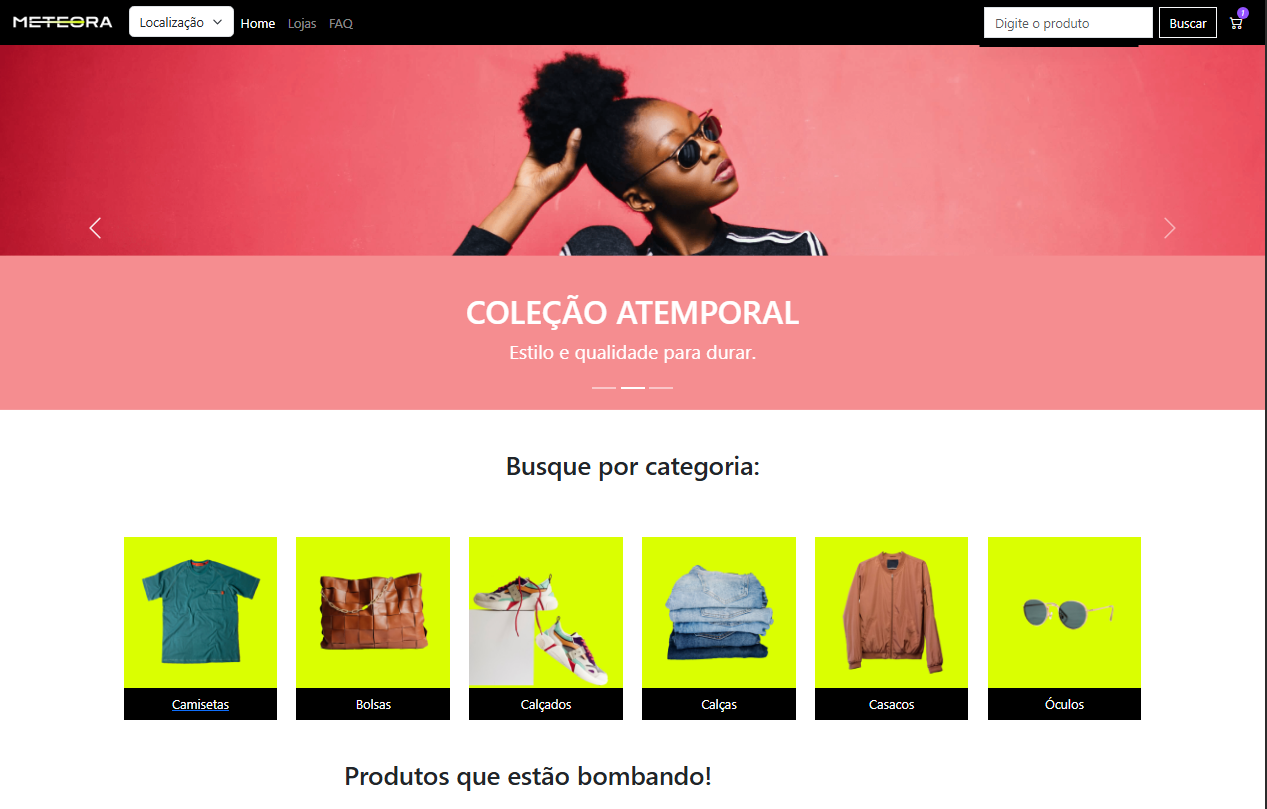 METEORA
Localização
Home
Lojas
FAQ
Digite o produto
Buscar
1
COLEÇÃO ATEMPORAL
Estilo e qualidade para durar.
Busque por categoria:
Camisetas
Bolsas
Calçados
Calças
Casacos
Óculos
Produtos que estão bombando!